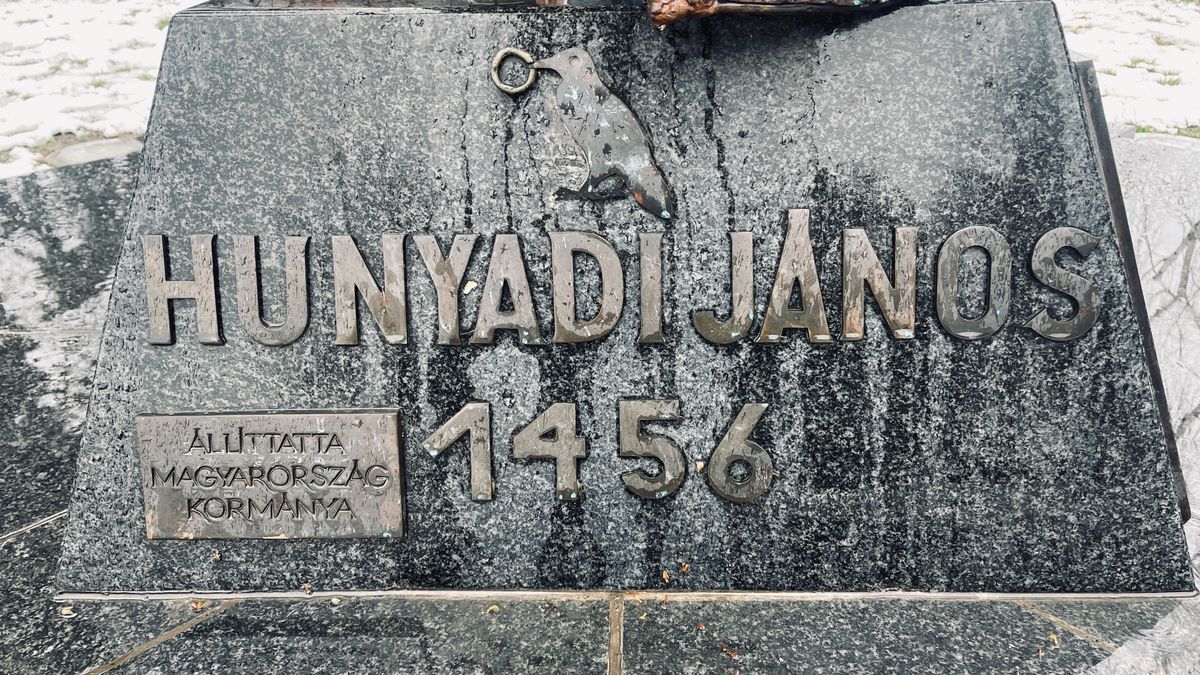 HUNYADI JÁNOS
1456
ÁLLÍTTATTA
MAGYARORSZÁG
KORMÁNYA